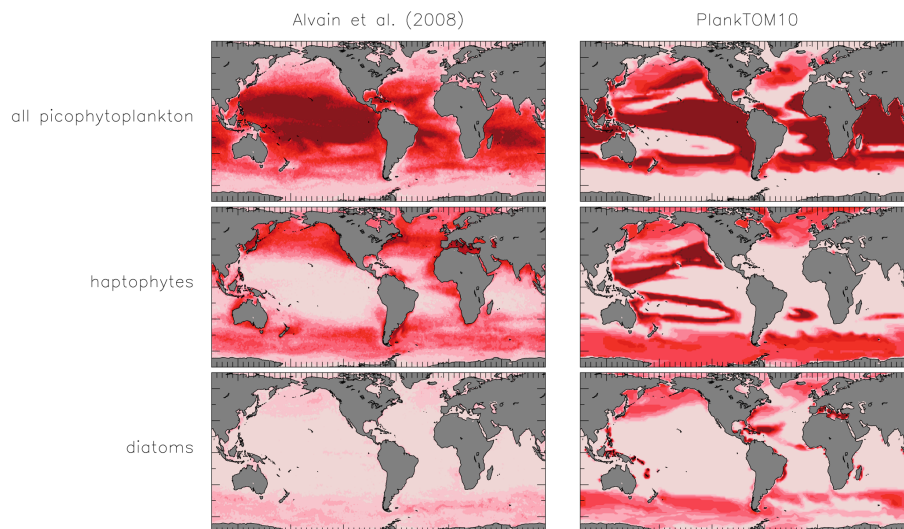 Alvain et al. (2008)
PlankTOM10
all picophytoplankton
haptophytes
diatoms